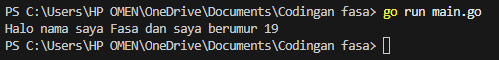 PS C:\Users\HP OMEN\OneDrive\Documents\Codingan fasa> go run main.go
Halo nama saya Fasa dan saya berumur 19
PS C:\Users\HP OMEN\OneDrive\Documents\Codingan fasa>